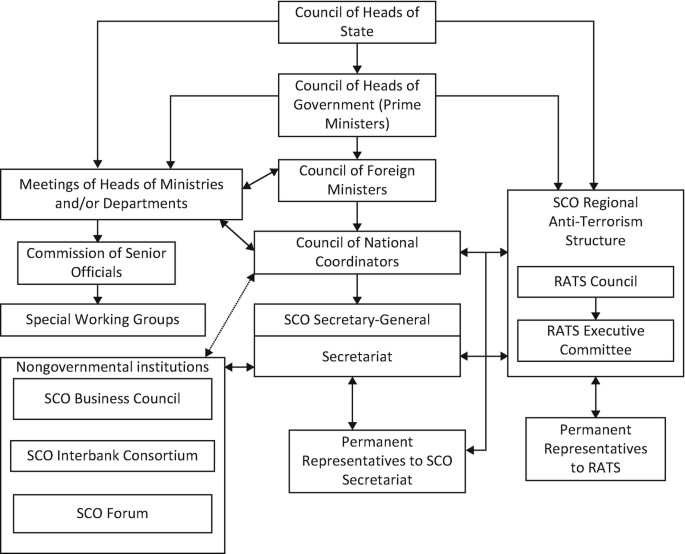 Council of Heads of
State
Council of Heads of
Government (Prime
Ministers)
Council of Foreign
Ministers
Meetings of Heads of Ministries
and/or Departments
SCO Regional
Anti-Terrorism
Structure
Commission of Senior
Officials
Council of National
Coordinators
RATS Council
Special Working Groups
SCO Secretary-General
RATS Executive
Committee
Secretariat
Nongovernmental institutions
SCO Business Council
SCO Interbank Consortium
SCO Forum
Permanent
Representatives to SCO
Secretariat
Permanent
Representatives
to RATS